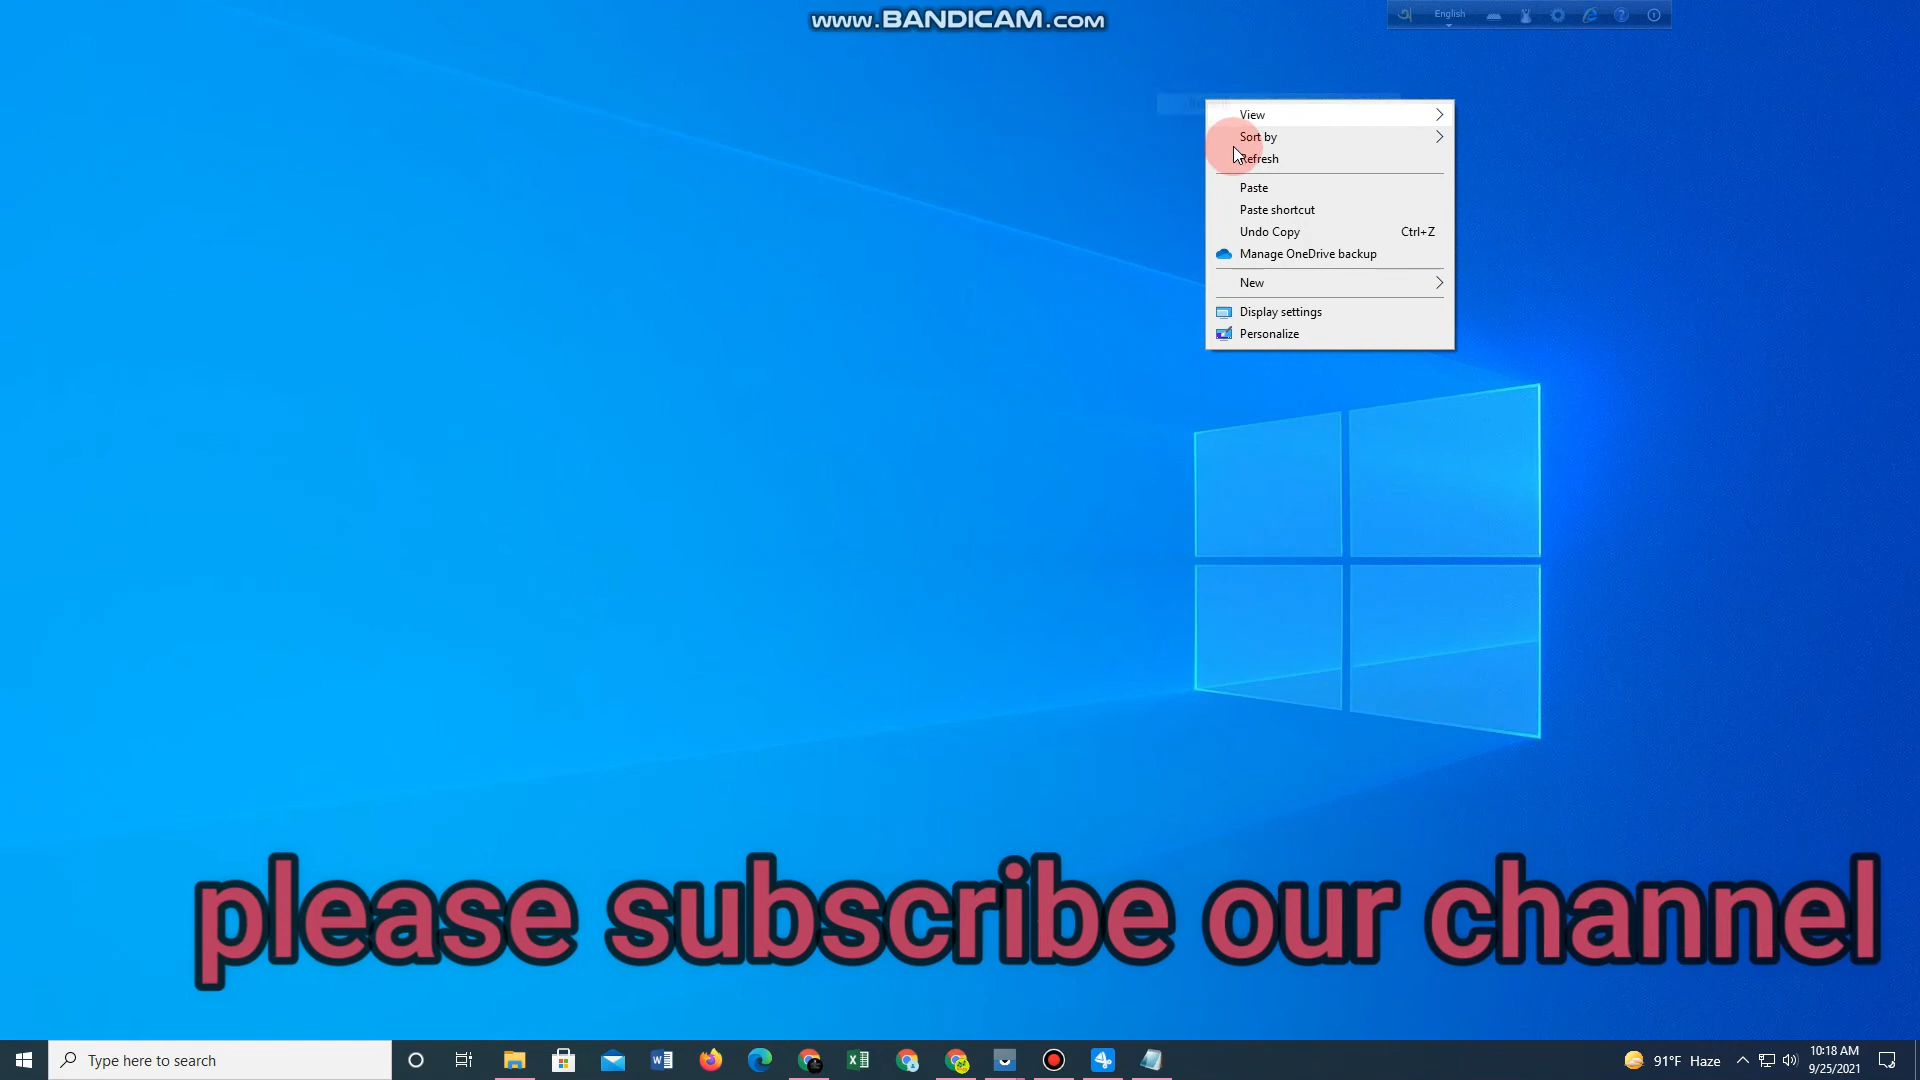 www.BANDICAM.com
English
View
Sort by
Refresh
Paste
Paste shortcut
Undo Copy Ctrl+Z
Manage OneDrive backup
New
Display settings
Personalize
please subscribe our channel
Type here to search
91°F Haze
10:18 AM
9/25/2021